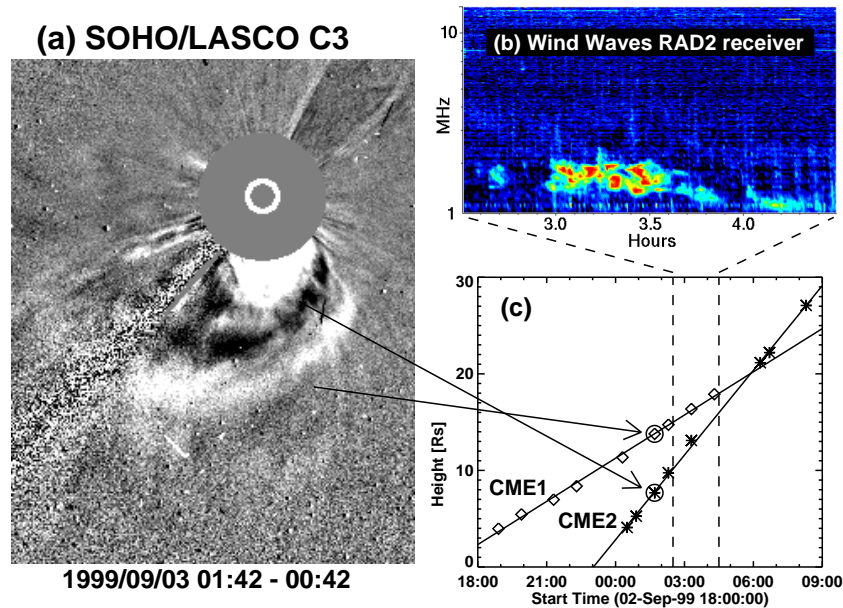 (a) SOHO/LASCO C3
1999/09/03 01:42 - 00:42
(b) Wind Waves RAD2 receiver
10
MHz
1
3.0 3.5 4.0
Hours
(c)
30
20
10
0
Height [Rs]
CME1
CME2
18:00 21:00 00:00 03:00 06:00 09:00
Start Time (02-Sep-99 18:00:00)